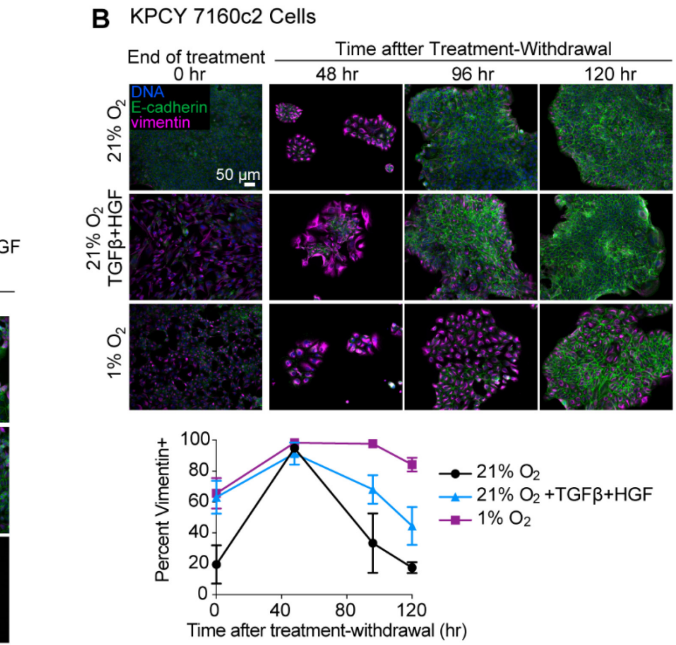 B KPCY 7160c2 Cells
End of treatment
0 hr
Time aftter Treatment-Withdrawal
48 hr 96 hr 120 hr
21% O2
DNA
E-cadherin
vimentin
50 µm
21% O2
TGFβ+HGF
GF
1% O2
Percent Vimentin+
100
80
60
40
20
0
0 40 80 120
Time after treatment-withdrawal (hr)
21% O2
21% O2 +TGFβ+HGF
1% O2